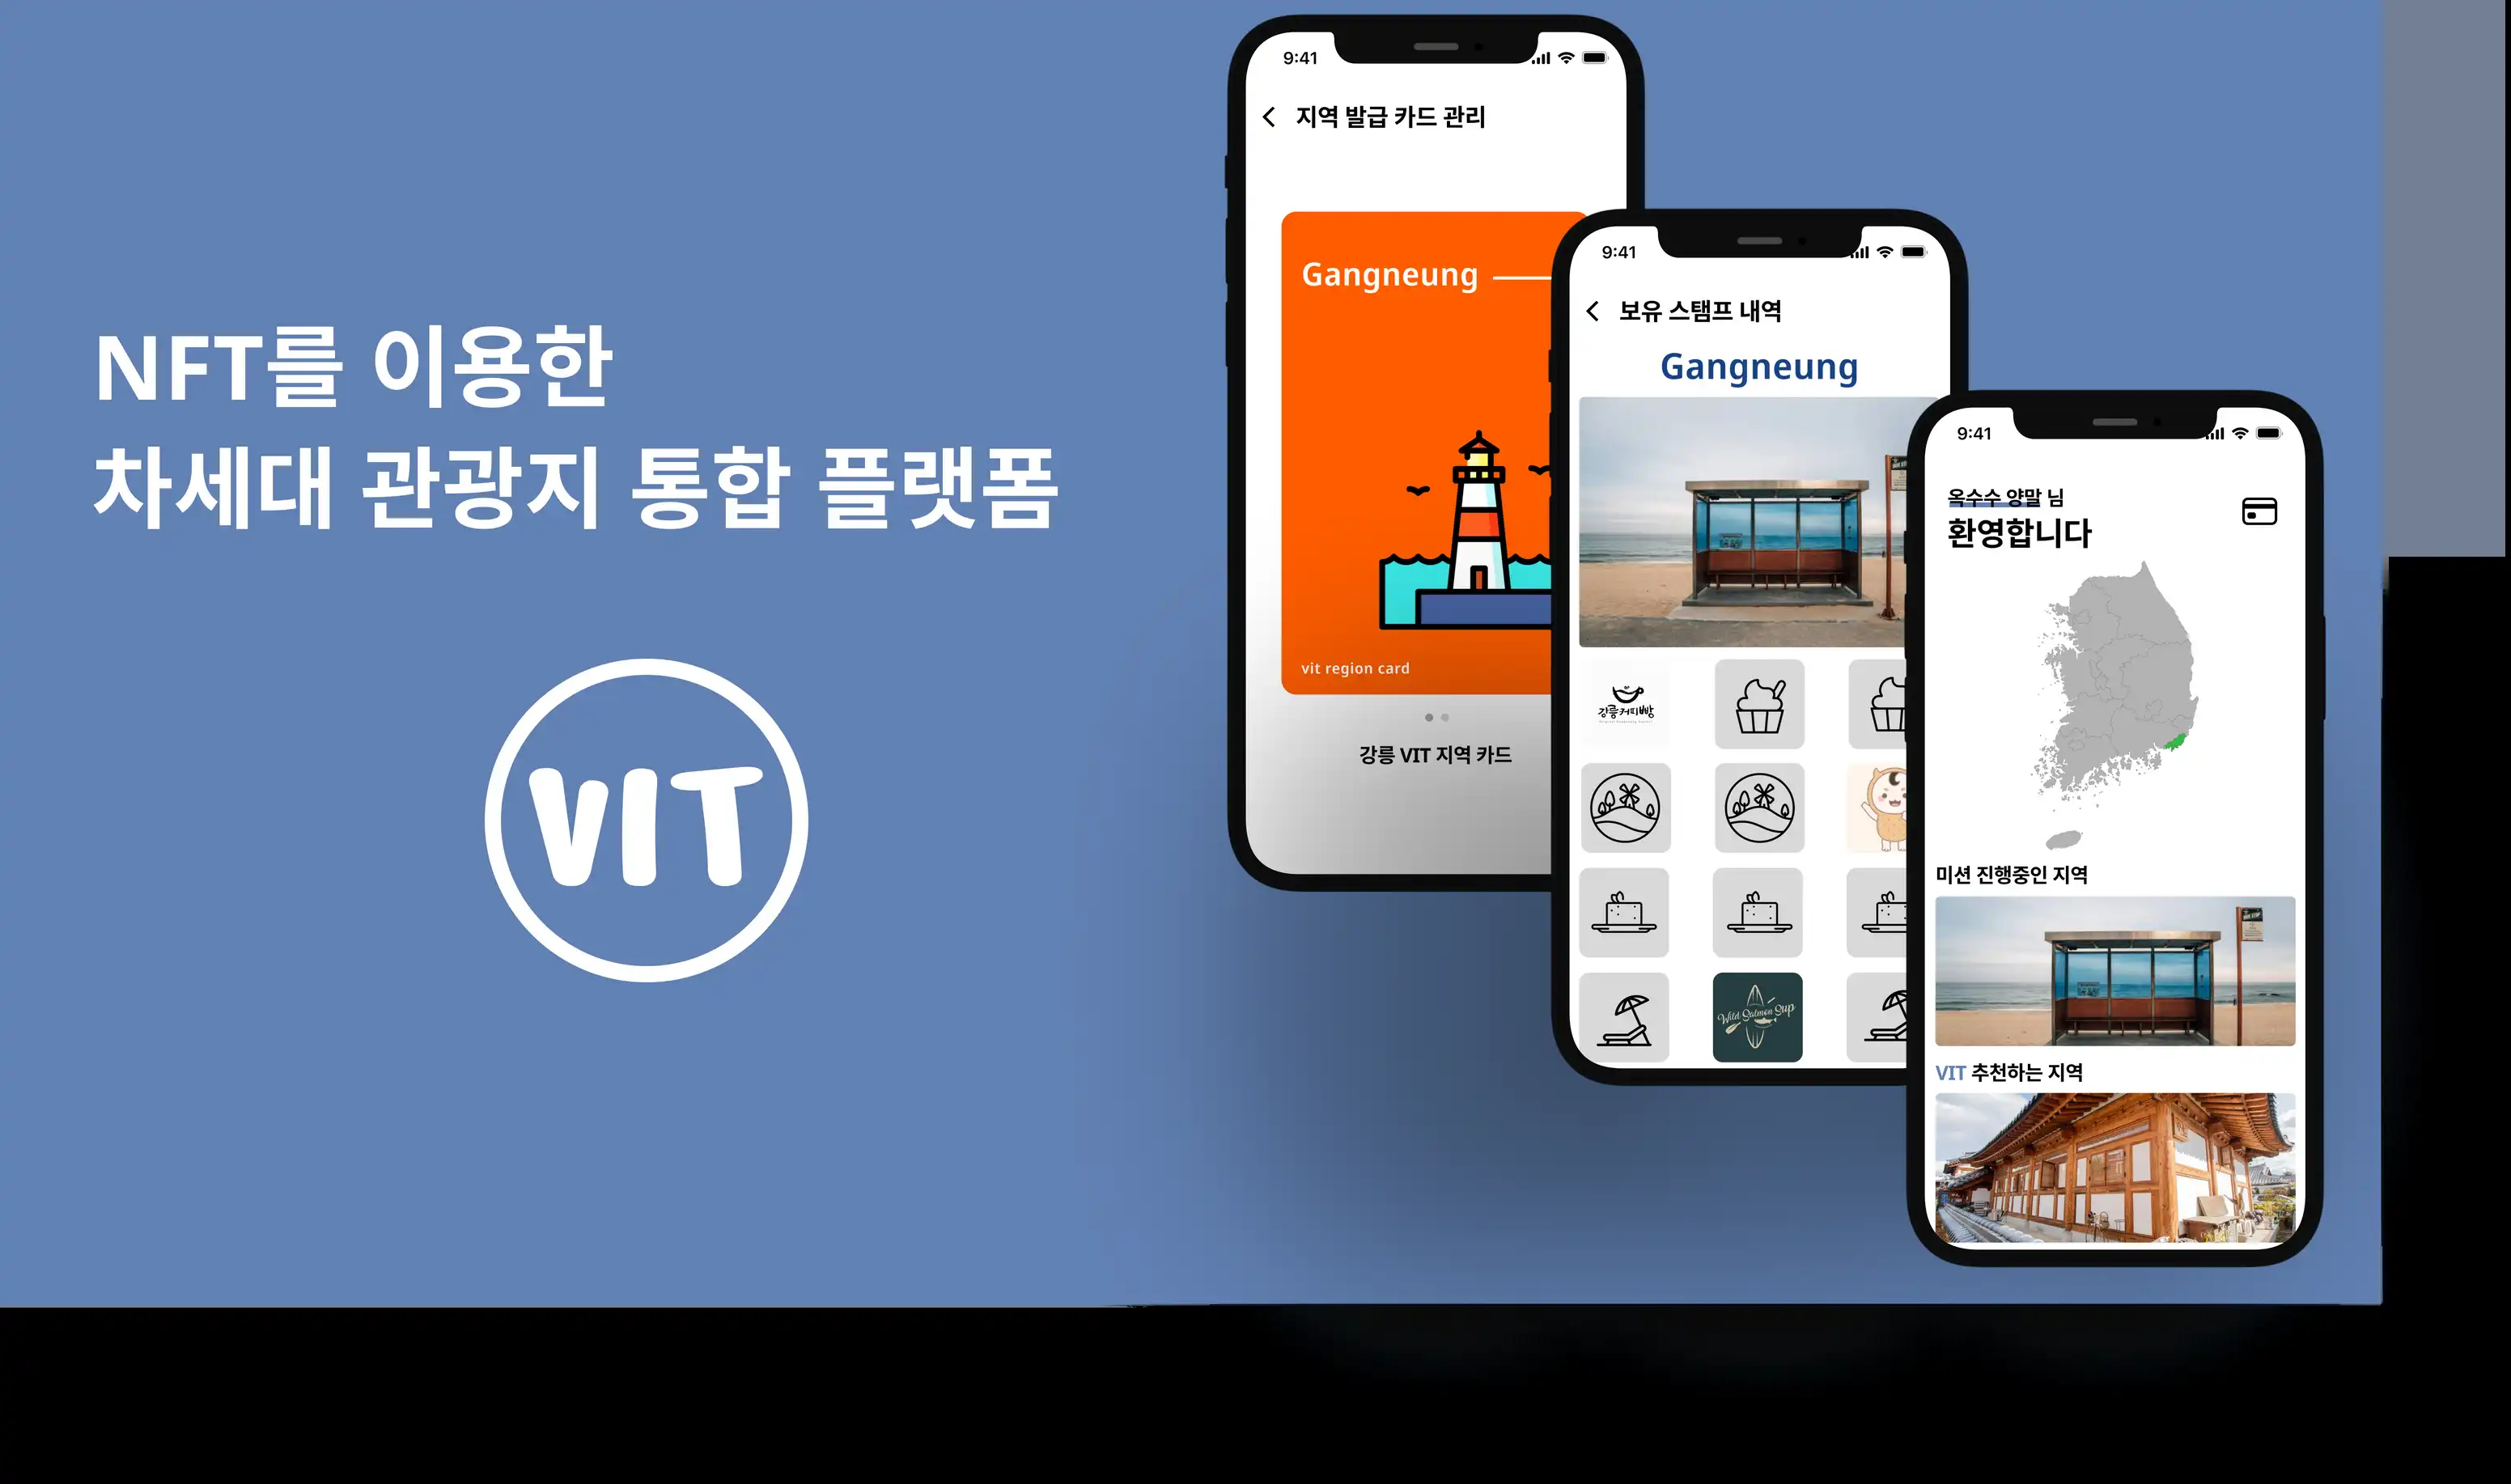 NFT를 이용한
차세대 관광지 통합 플랫폼
VIT
9:41
지역 발급 카드 관리
Gangneung
vit region card
강릉 VIT 지역 카드
9:41
보유 스탬프 내역
Gangneung
강릉커피빵
Wild Salmon Sup
9:41
옥수수 양말 님
환영합니다
미션 진행중인 지역
VIT 추천하는 지역